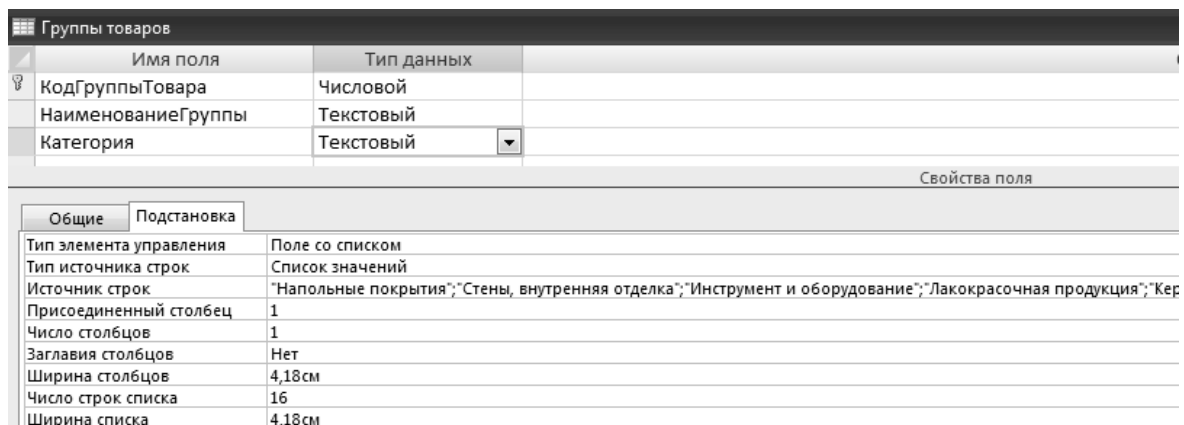 Группы товаров
Имя поля Тип данных
КодГруппыТовара Числовой
НаименованиеГруппы Текстовый
Категория Текстовый
Свойства поля
Общие Подстановка
Тип элемента управления Поле со списком
Тип источника строк Список значений
Источник строк "Напольные покрытия";"Стены, внутренняя отделка";"Инструмент и оборудование";"Лакокрасочная продукция";"Кер
Присоединенный столбец 1
Число столбцов 1
Заглавия столбцов Нет
Ширина столбцов 4,18см
Число строк списка 16
Ширина списка 4,18см